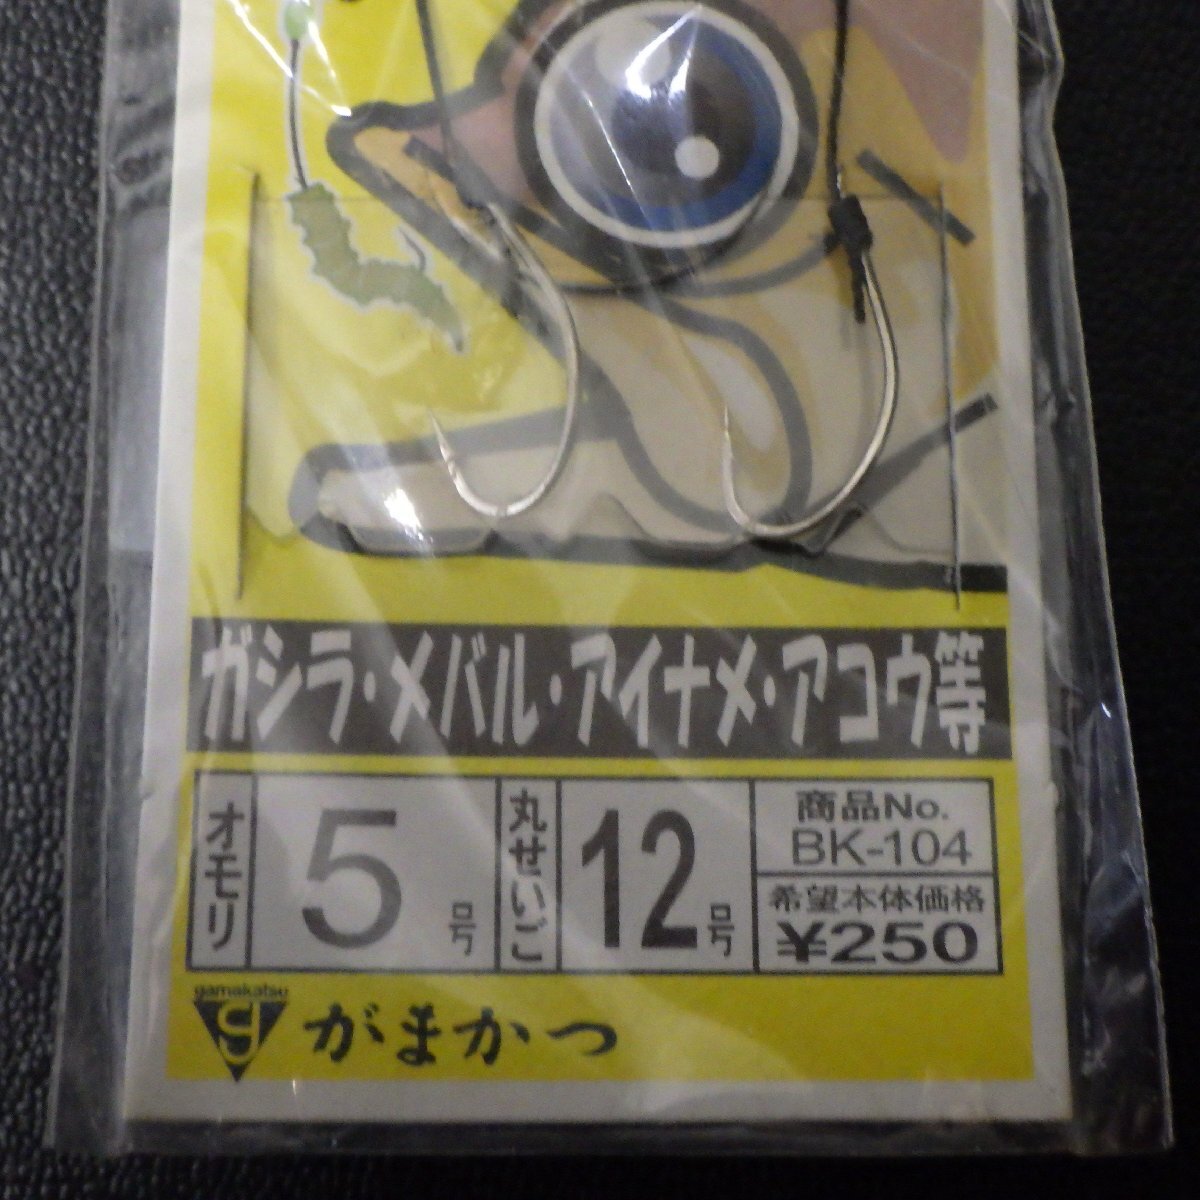 ガシラ・メバル・アイナメ・アコウ等
オモリ
5号
丸せいご
12号
商品No.
BK-104
希望本体価格
¥250
gamakatsu
g
がまかつ